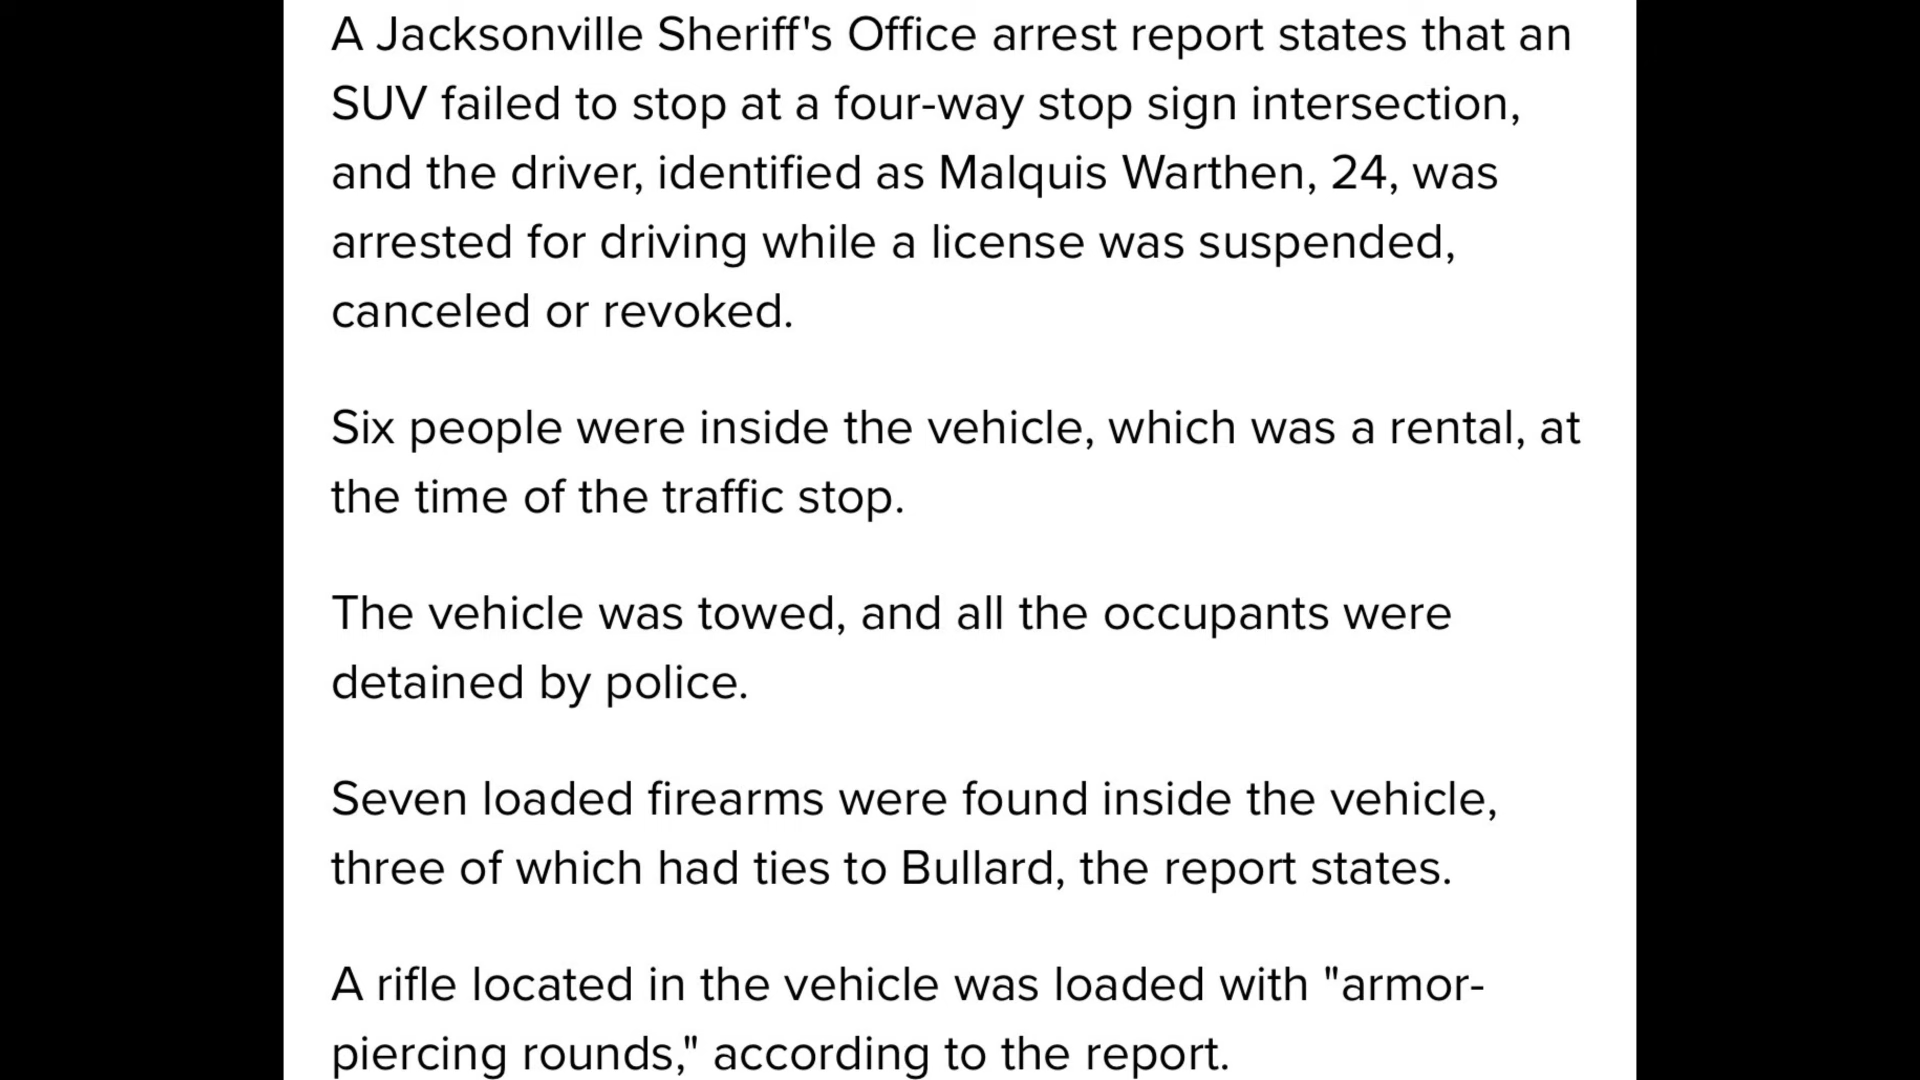 A Jacksonville Sheriff's Office arrest report states that an
SUV failed to stop at a four-way stop sign intersection,
and the driver, identified as Malquis Warthen, 24, was
arrested for driving while a license was suspended,
canceled or revoked.
Six people were inside the vehicle, which was a rental, at
the time of the traffic stop.
The vehicle was towed, and all the occupants were
detained by police.
Seven loaded firearms were found inside the vehicle,
three of which had ties to Bullard, the report states.
A rifle located in the vehicle was loaded with "armor-
piercing rounds," according to the report.